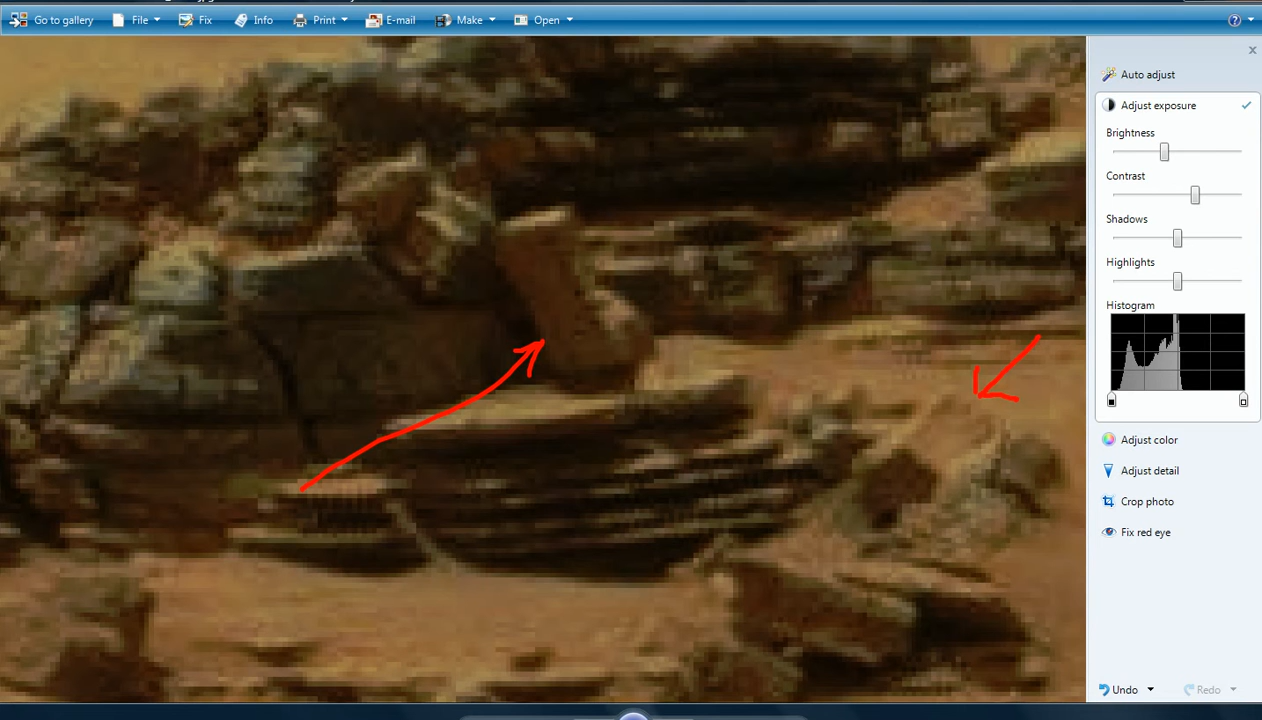 Go to gallery File Fix Info Print E-mail Make Open
Auto adjust
Adjust exposure
Brightness
Contrast
Shadows
Highlights
Histogram
Adjust color
Adjust detail
Crop photo
Fix red eye
Undo Redo